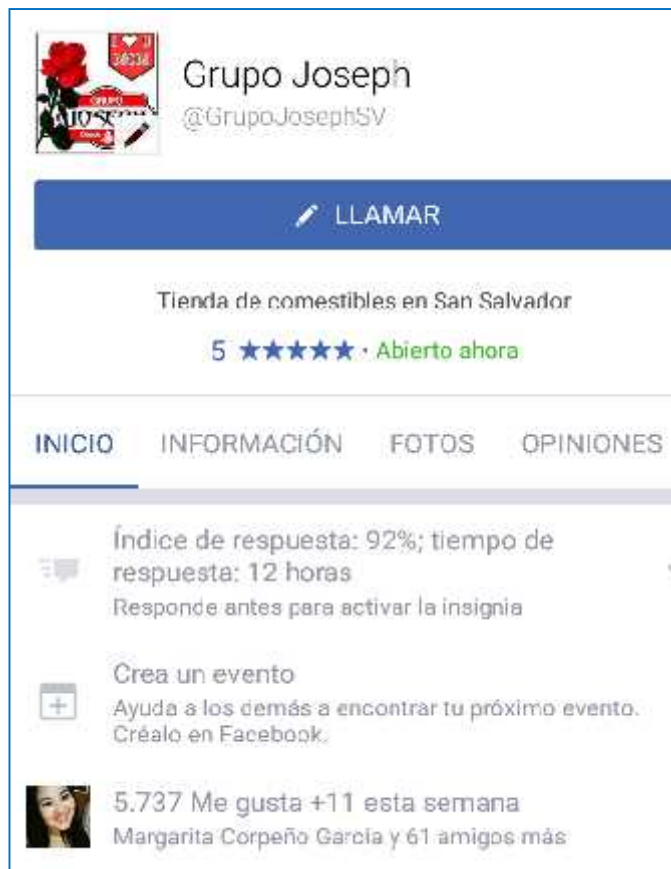 Grupo Joseph
@GrupoJosephSV
LLAMAR
Tienda de comestibles en San Salvador
5 ★★★★★ · Abierto ahora
INICIO INFORMACIÓN FOTOS OPINIONES
Índice de respuesta: 92%; tiempo de
respuesta: 12 horas
Responde antes para activar la insignia
Crea un evento
Ayuda a los demás a encontrar tu próximo evento.
Créalo en Facebook.
5.737 Me gusta +11 esta semana
Margarita Corpeño García y 61 amigos más